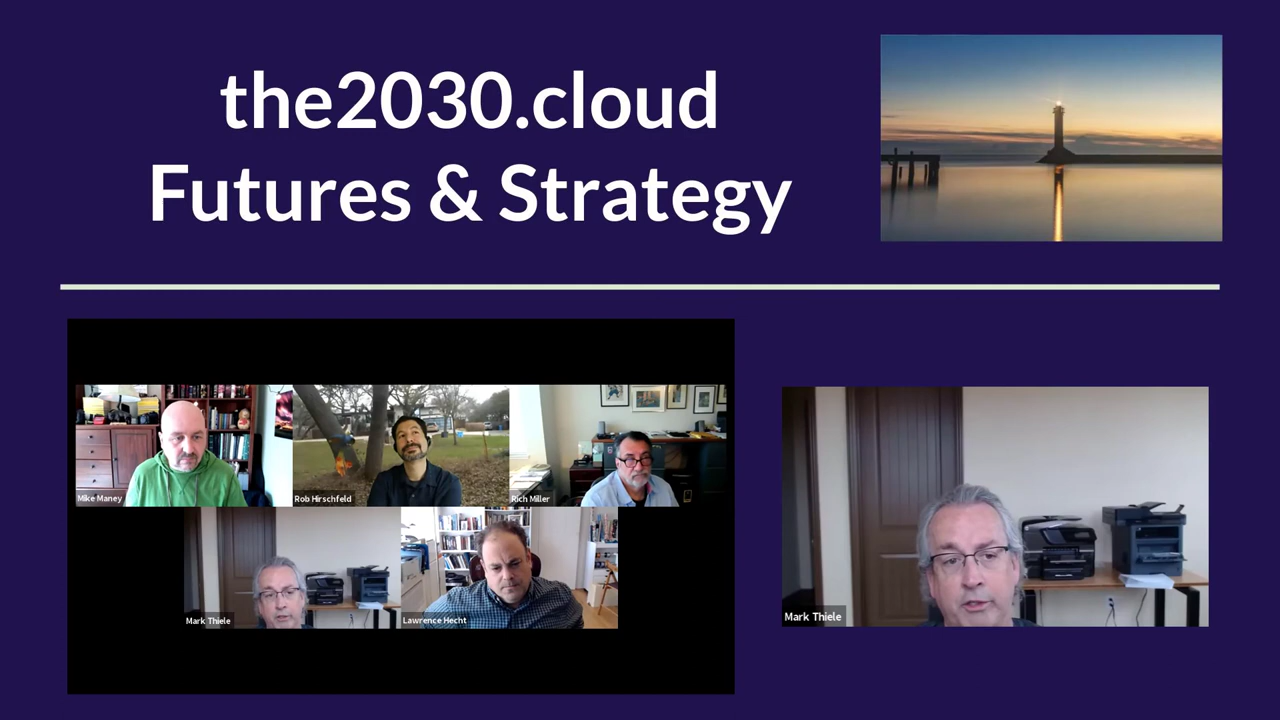 the2030.cloud
Futures & Strategy
Mike Maney
Rob Hirschfeld
Rich Miller
Mark Thiele
Lawrence Hecht
Mark Thiele